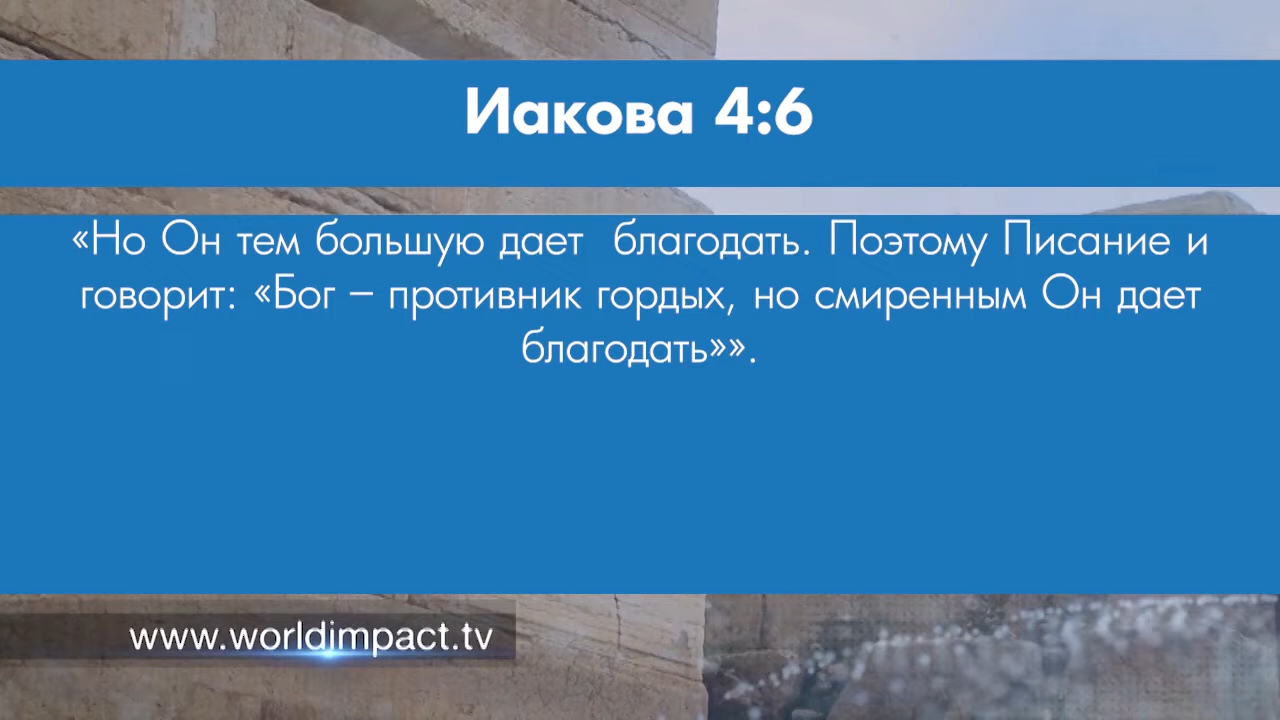 Иакова 4:6
«Но Он тем большую дает  благодать. Поэтому Писание и
говорит: «Бог – противник гордых, но смиренным Он дает
благодать»».
www.worldimpact.tv